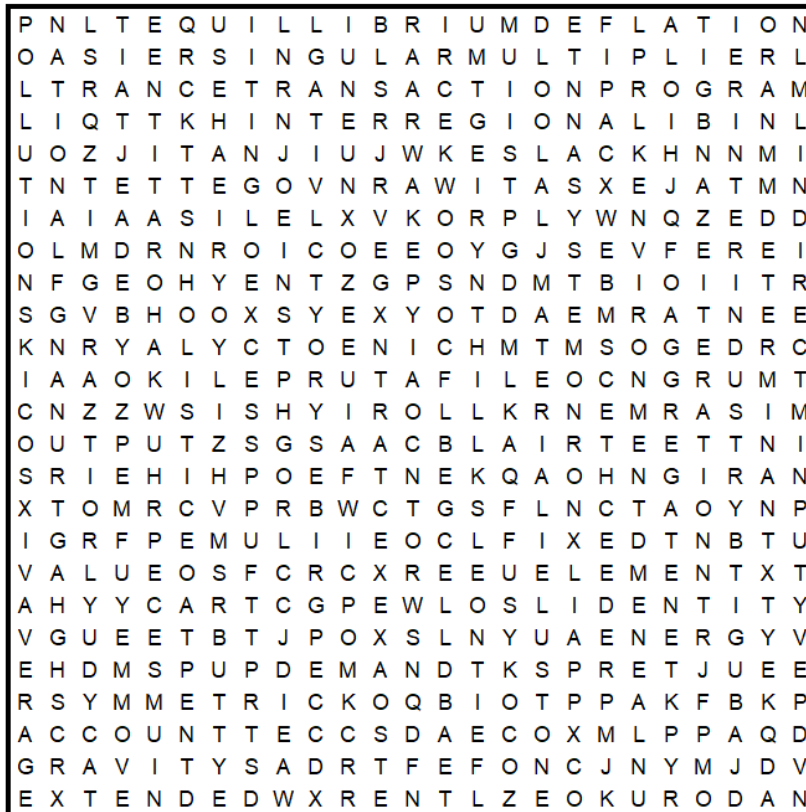 P N L T E Q U I L L I B R I U M D E F L A T I O N
O A S I E R S I N G U L A R M U L T I P L I E R L
L T R A N C E T R A N S A C T I O N P R O G R A M
L I Q T T K H I N T E R R E G I O N A L I B I N L
U O Z J I T A N J I U J W K E S L A C K H N N M I
T N T E T T E G O V N R A W I T A S X E J A T M N
I A I A A S I L E L X V K O R P L Y W N Q Z E D D
O L M D R N R O I C O E E O Y G J S E V F E R E I
N F G E O H Y E N T Z G P S N D M T B I O I I T R
S G V B H O O X S Y E X Y O T D A E M R A T N E E
K N R Y A L Y C T O E N I C H M T M S O G E D R C
I A A O K I L E P R U T A F I L E O C N G R U M T
C N Z Z W S I S H Y I R O L L K R N E M R A S I M
O U T P U T Z S G S A A C B L A I R T E E T T N I
S R I E H I H P O E F T N E K Q A O H N G I R A N
X T O M R C V P R B W C T G S F L N C T A O Y N P
I G R F P E M U L I I E O C L F I X E D T N B T U
V A L U E O S F C R C X R E E U E L E M E N T X T
A H Y Y C A R T C G P E W L O S L I D E N T I T Y
V G U E E T B T J P O X S L N Y U A E N E R G Y V
E H D M S P U P D E M A N D T K S P R E T J U E E
R S Y M M E T R I C K O Q B I O T P P A K F B K P
A C C O U N T T E C C S D A E C O X M L P P A Q D
G R A V I T Y S A D R T F E F O N C J N Y M J D V
E X T E N D E D W X R E N T L Z E O K U R O D A N